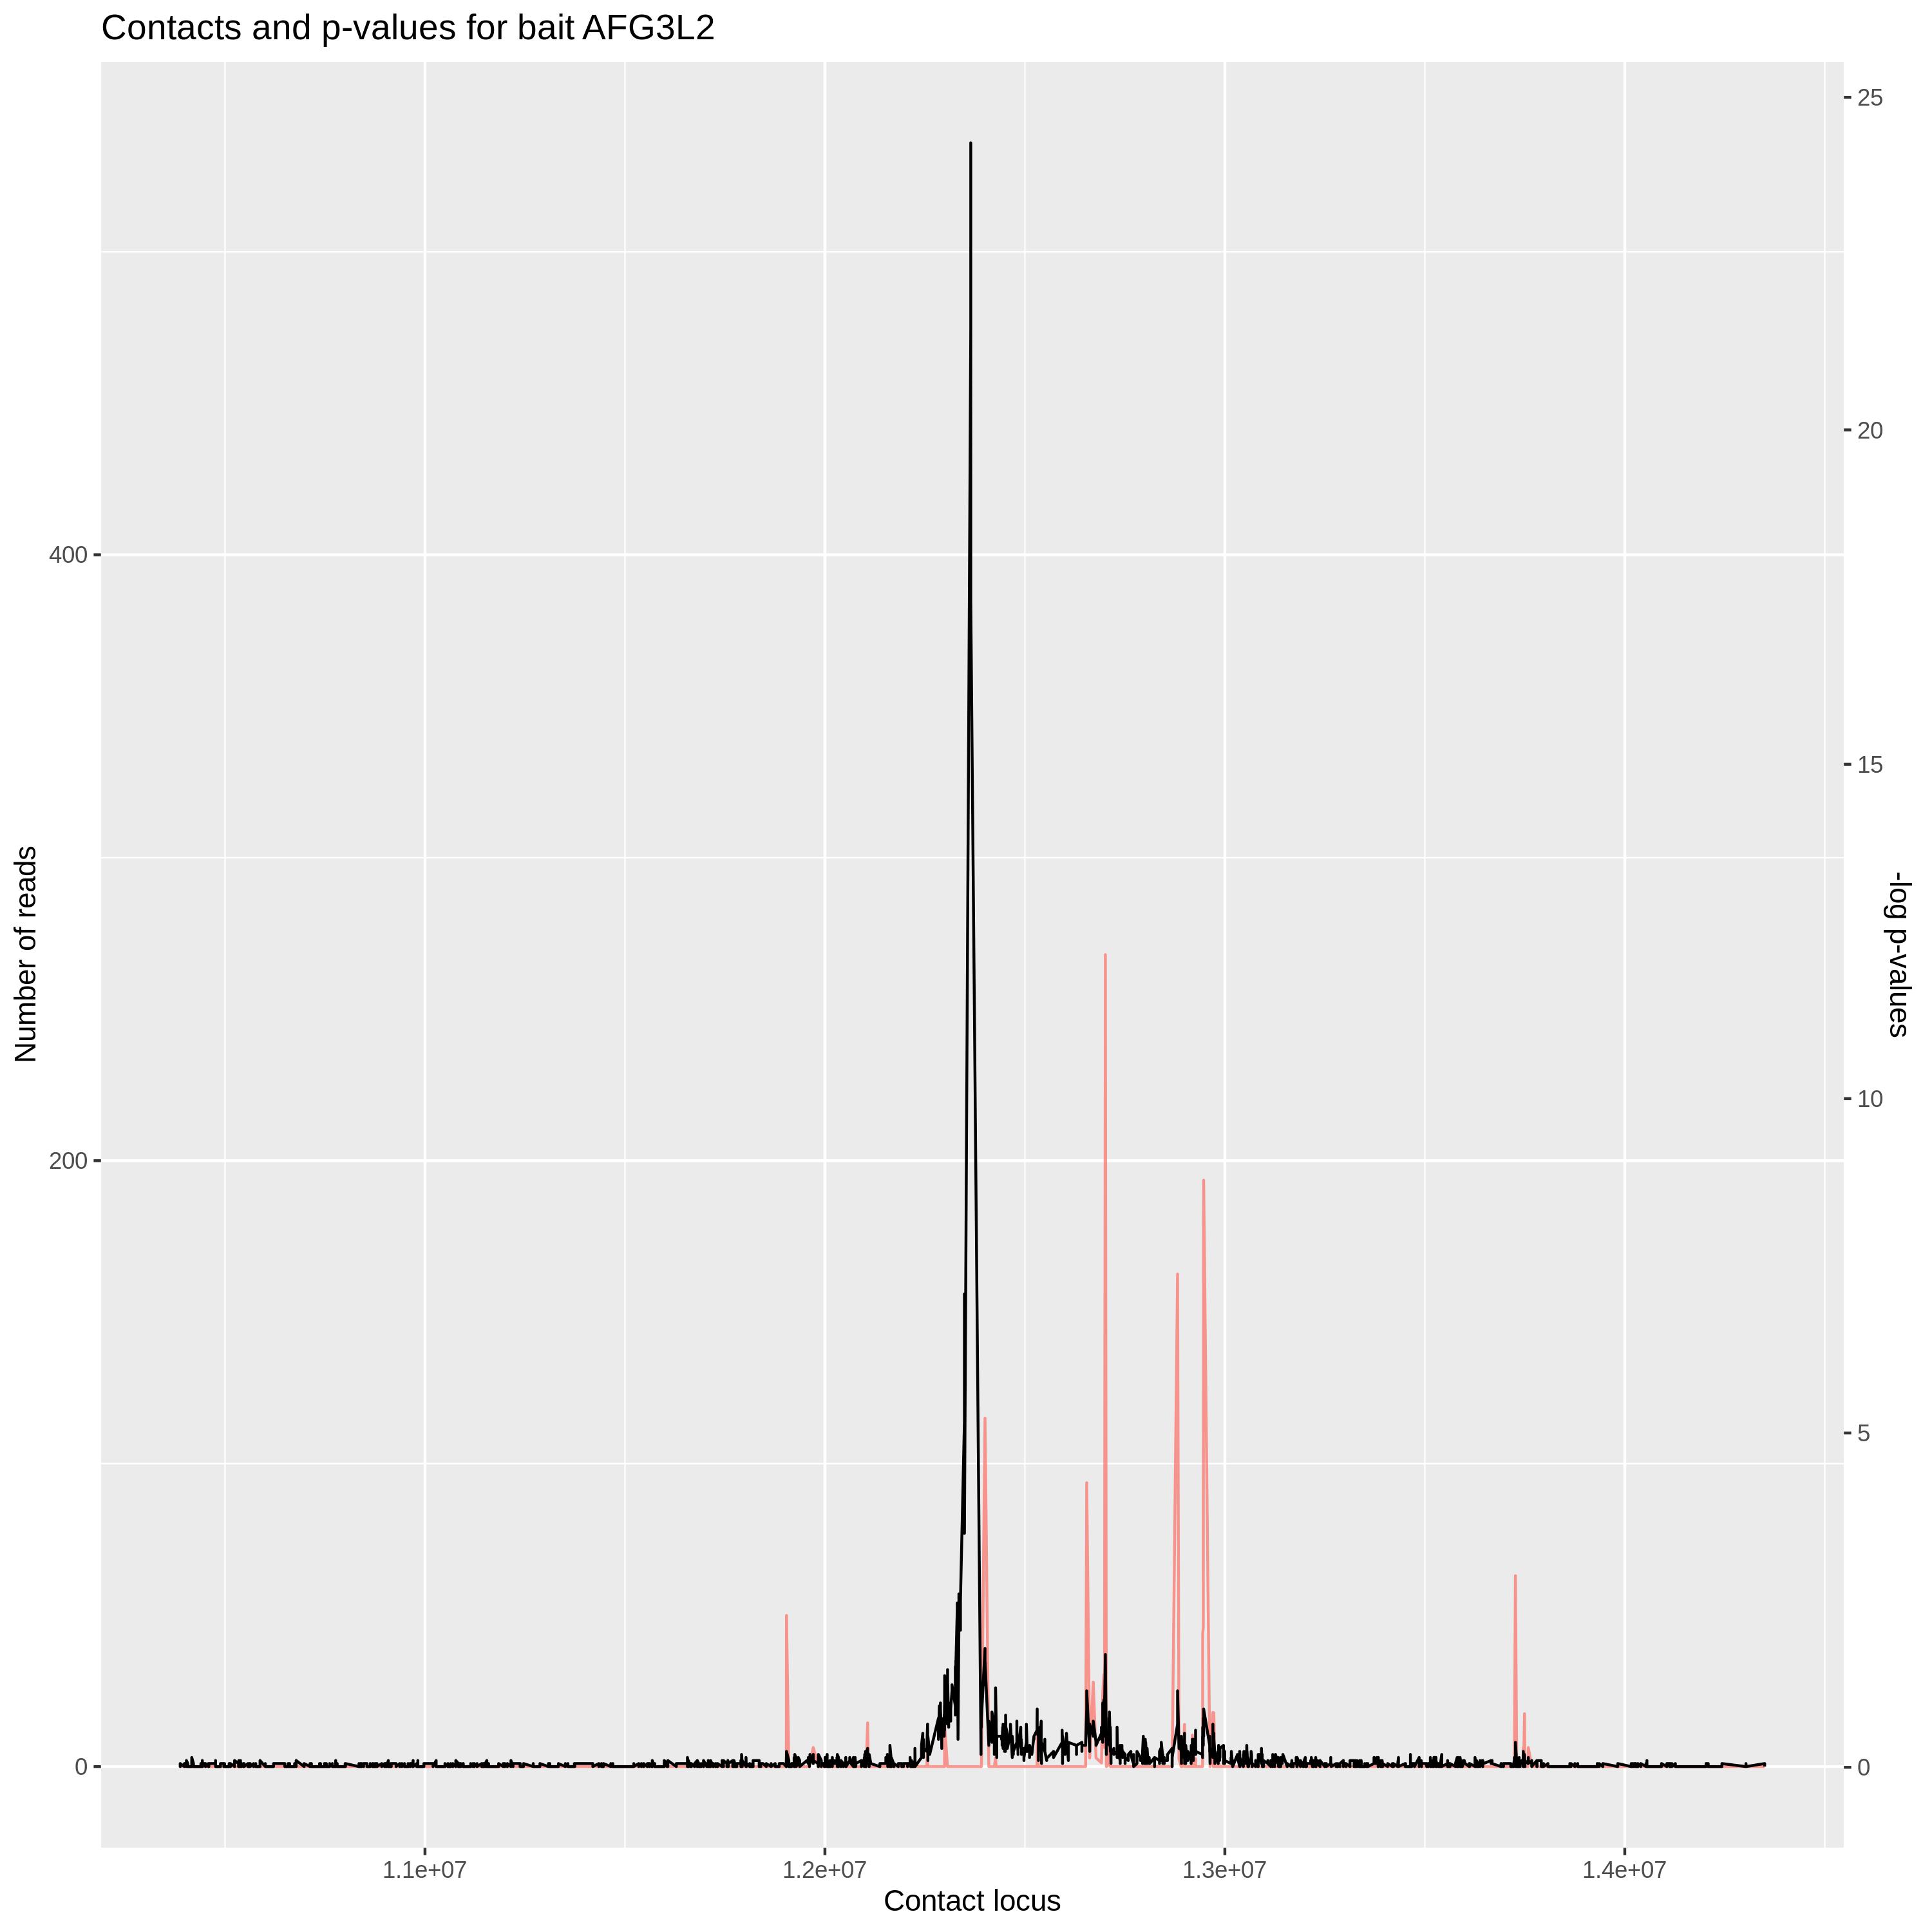 Contacts and p-values for bait AFG3L2
25
20
400
15
Number of reads
-log p-values
10
200
5
0
0
1.1e+07
1.2e+07
1.3e+07
1.4e+07
Contact locus